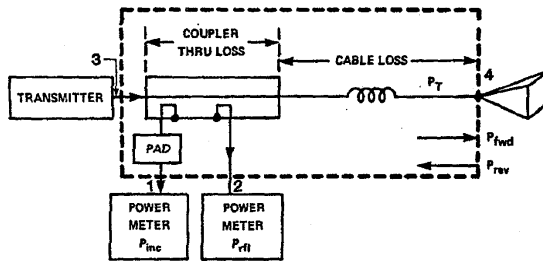 COUPLER
THRU LOSS
CABLE LOSS
3
TRANSMITTER
P_T
4
PAD
P_fwd
P_rev
1
2
POWER
METER
P_inc
POWER
METER
P_rfl